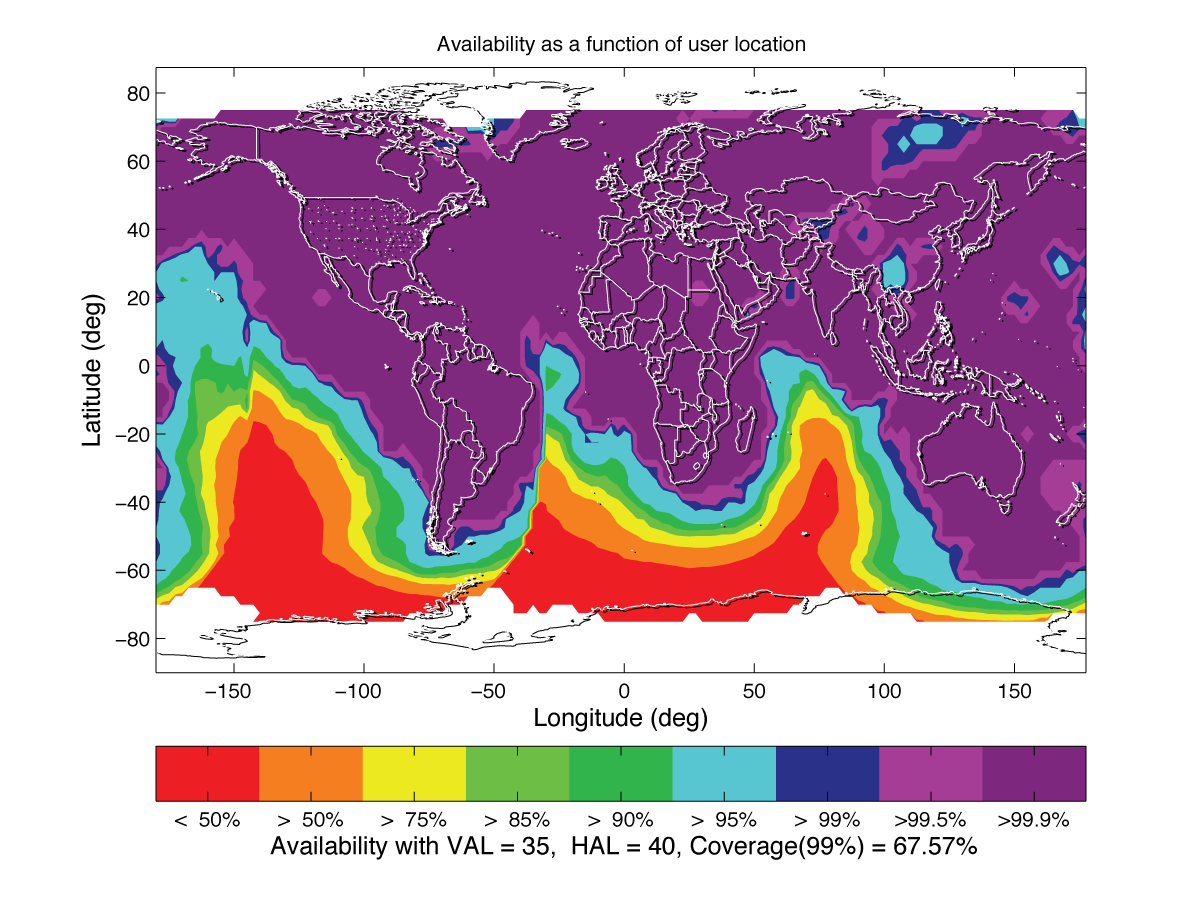 Availability as a function of user location
80
60
40
20
0
−20
−40
−60
−80
Latitude (deg)
−150 −100 −50 0 50 100 150
Longitude (deg)
< 50% > 50% > 75% > 85% > 90% > 95% > 99% >99.5% >99.9%
Availability with VAL = 35, HAL = 40, Coverage(99%) = 67.57%